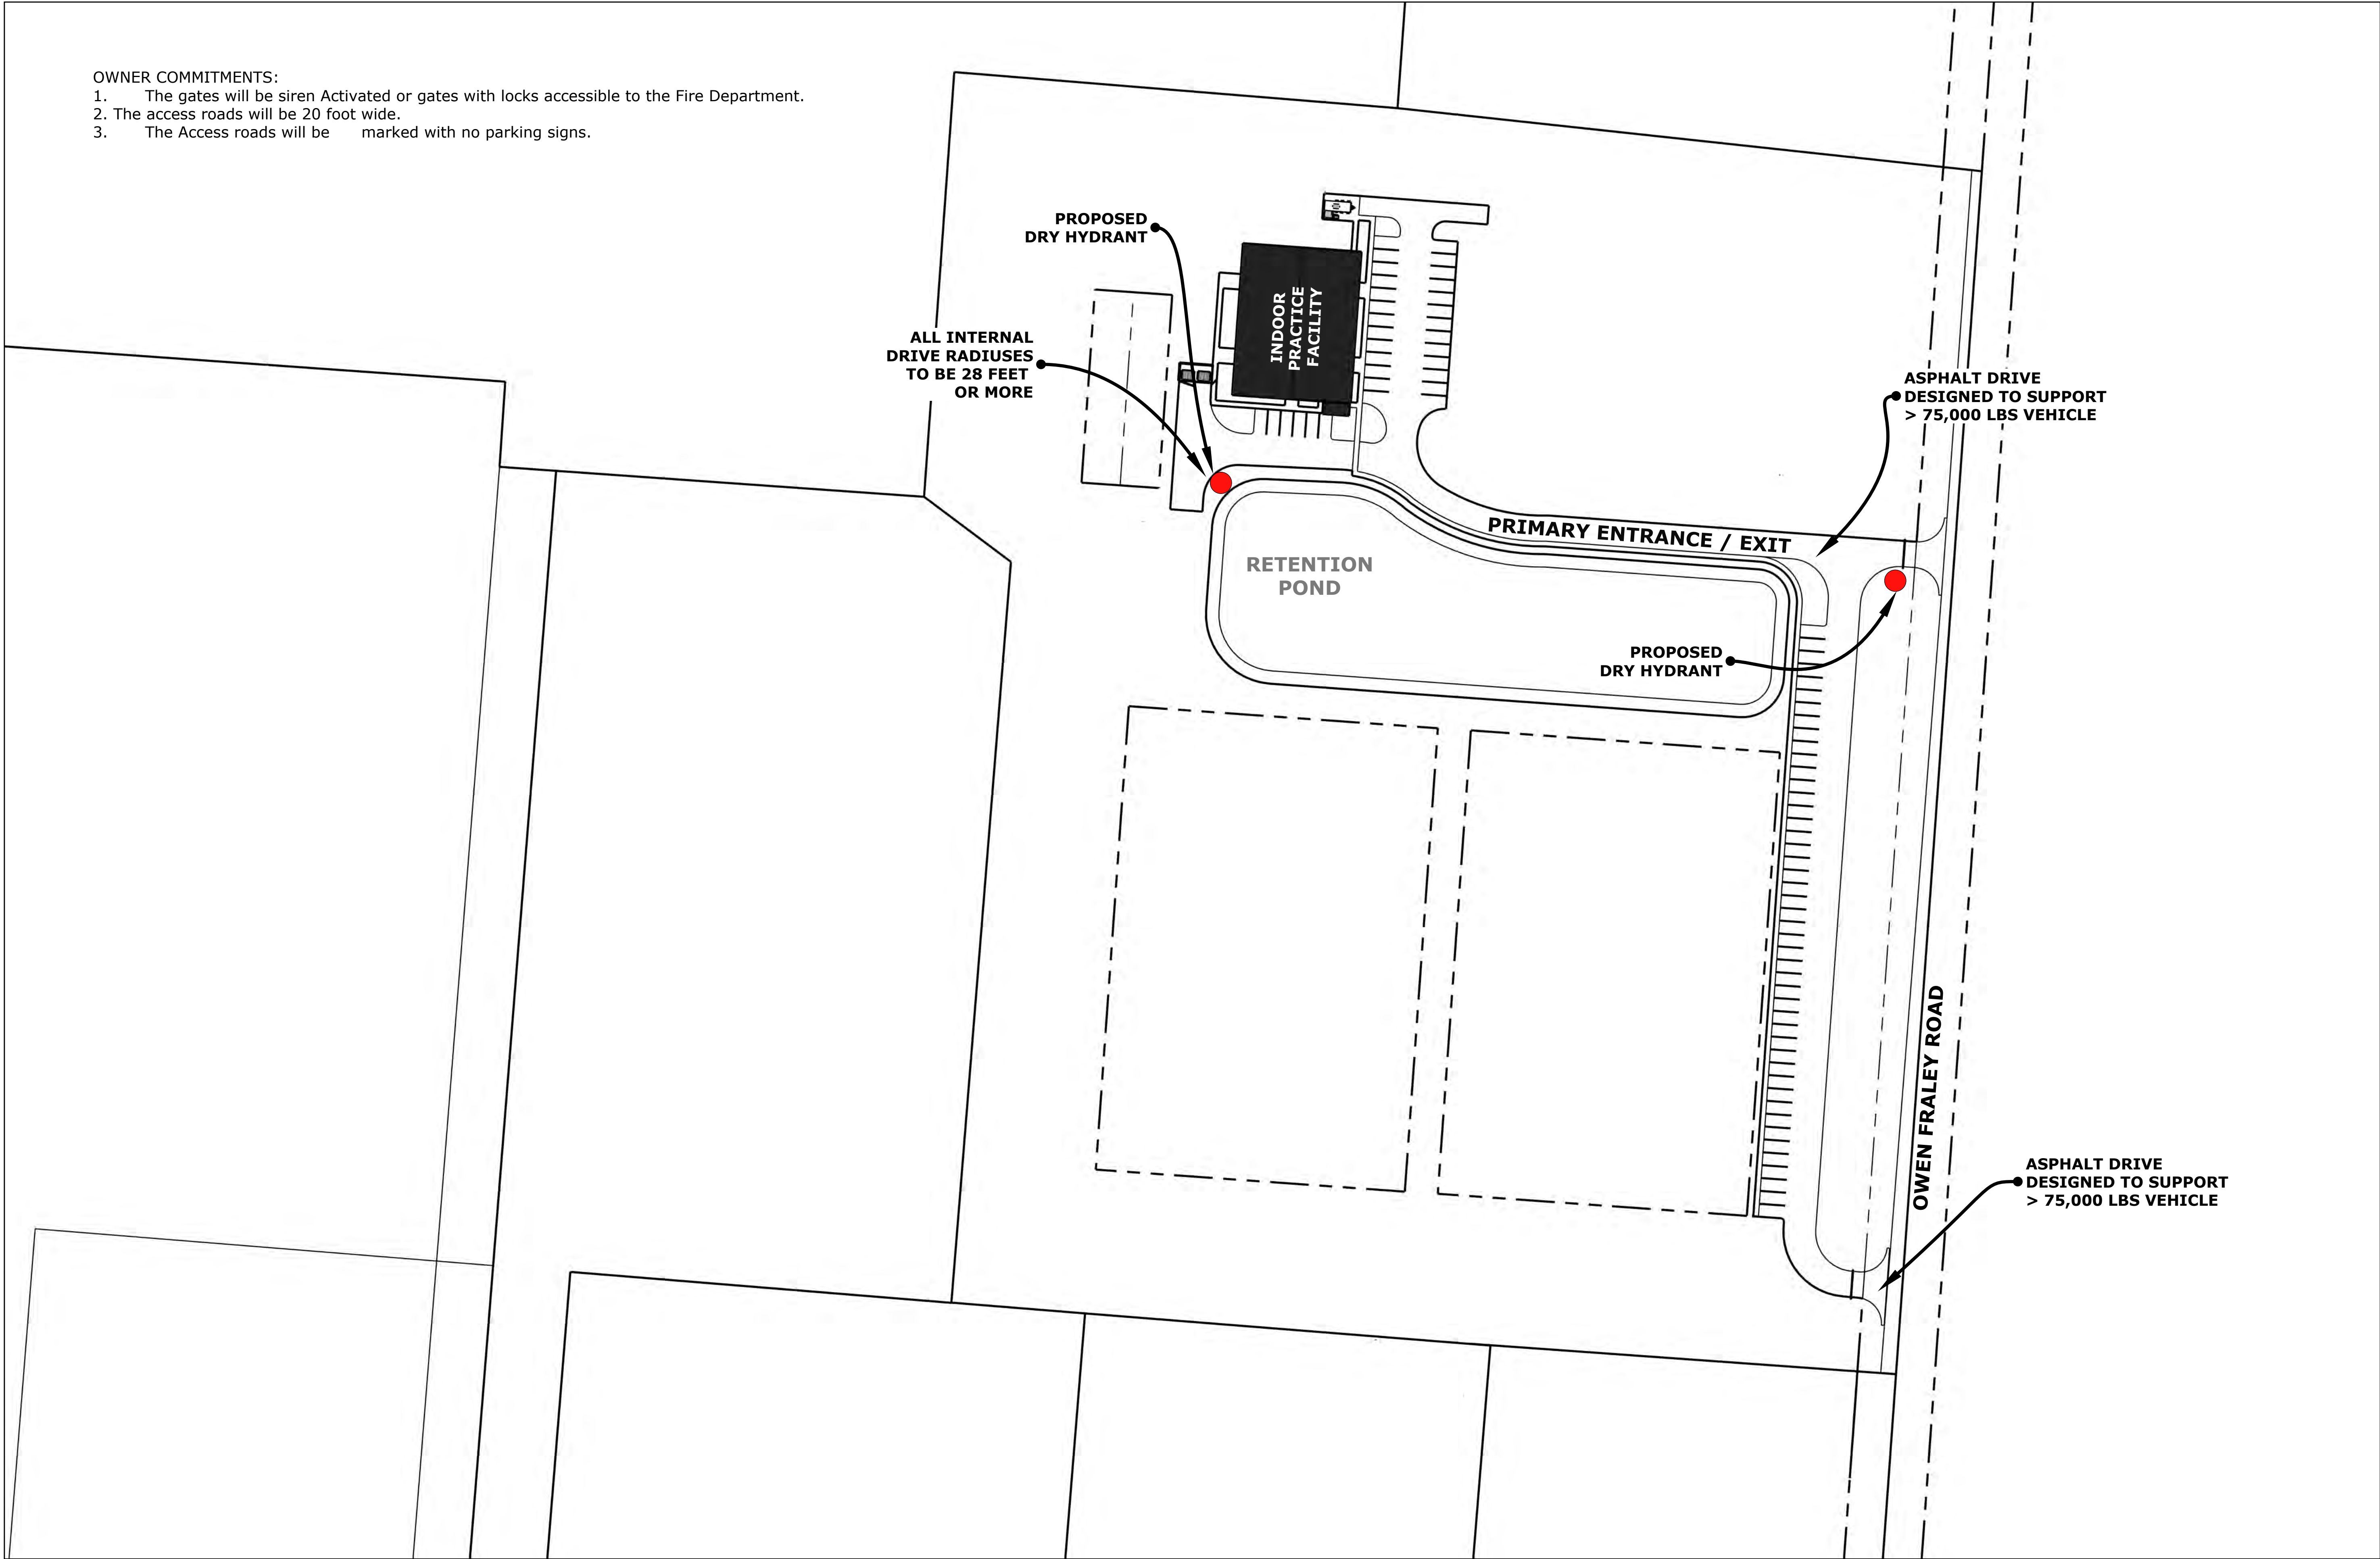 OWNER COMMITMENTS:
1. The gates will be siren Activated or gates with locks accessible to the Fire Department.
2. The access roads will be 20 foot wide.
3. The Access roads will be marked with no parking signs.
PROPOSED
DRY HYDRANT
INDOOR
PRACTICE
FACILITY
ALL INTERNAL
DRIVE RADIUSES
TO BE 28 FEET
OR MORE
ASPHALT DRIVE
DESIGNED TO SUPPORT
> 75,000 LBS VEHICLE
PRIMARY ENTRANCE / EXIT
RETENTION
POND
PROPOSED
DRY HYDRANT
OWEN FRALEY ROAD
ASPHALT DRIVE
DESIGNED TO SUPPORT
> 75,000 LBS VEHICLE